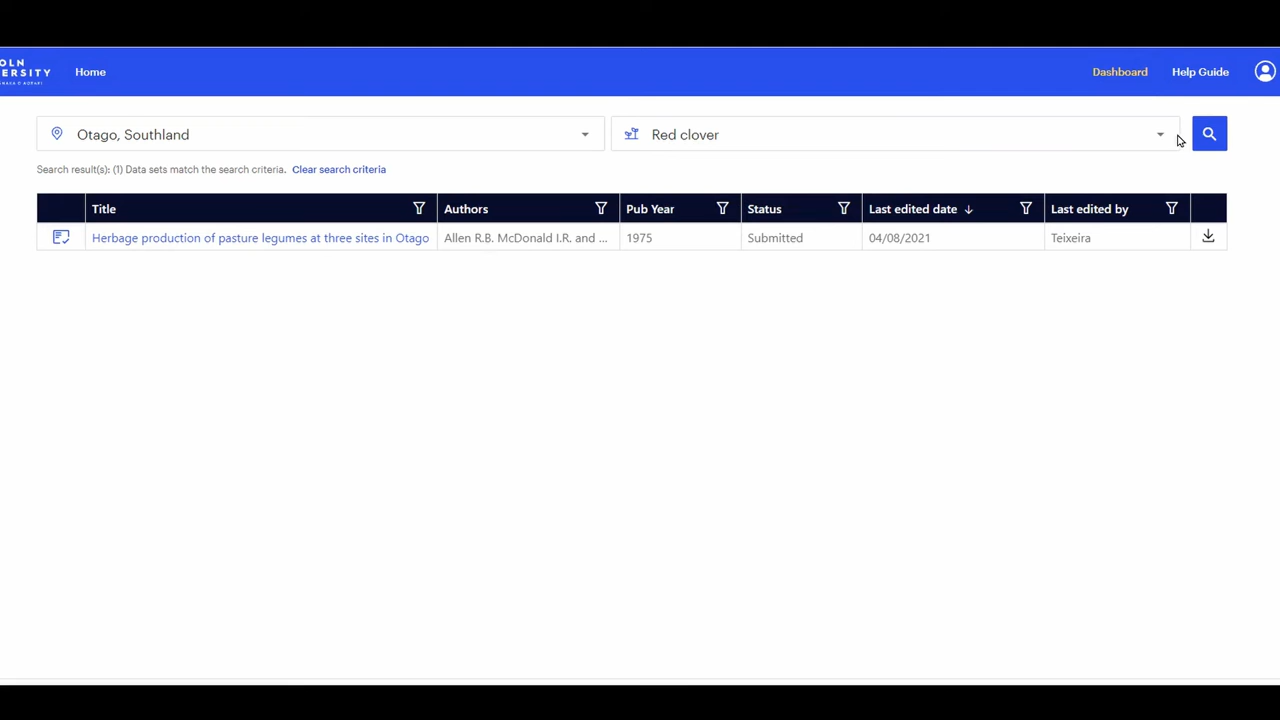 OLN
ERSITY
Home
Dashboard
Help Guide
Otago, Southland
Red clover
Search result(s): (1) Data sets match the search criteria. Clear search criteria
Title Authors Pub Year Status Last edited date Last edited by
Herbage production of pasture legumes at three sites in Otago Allen R.B. McDonald I.R. and ... 1975 Submitted 04/08/2021 Teixeira